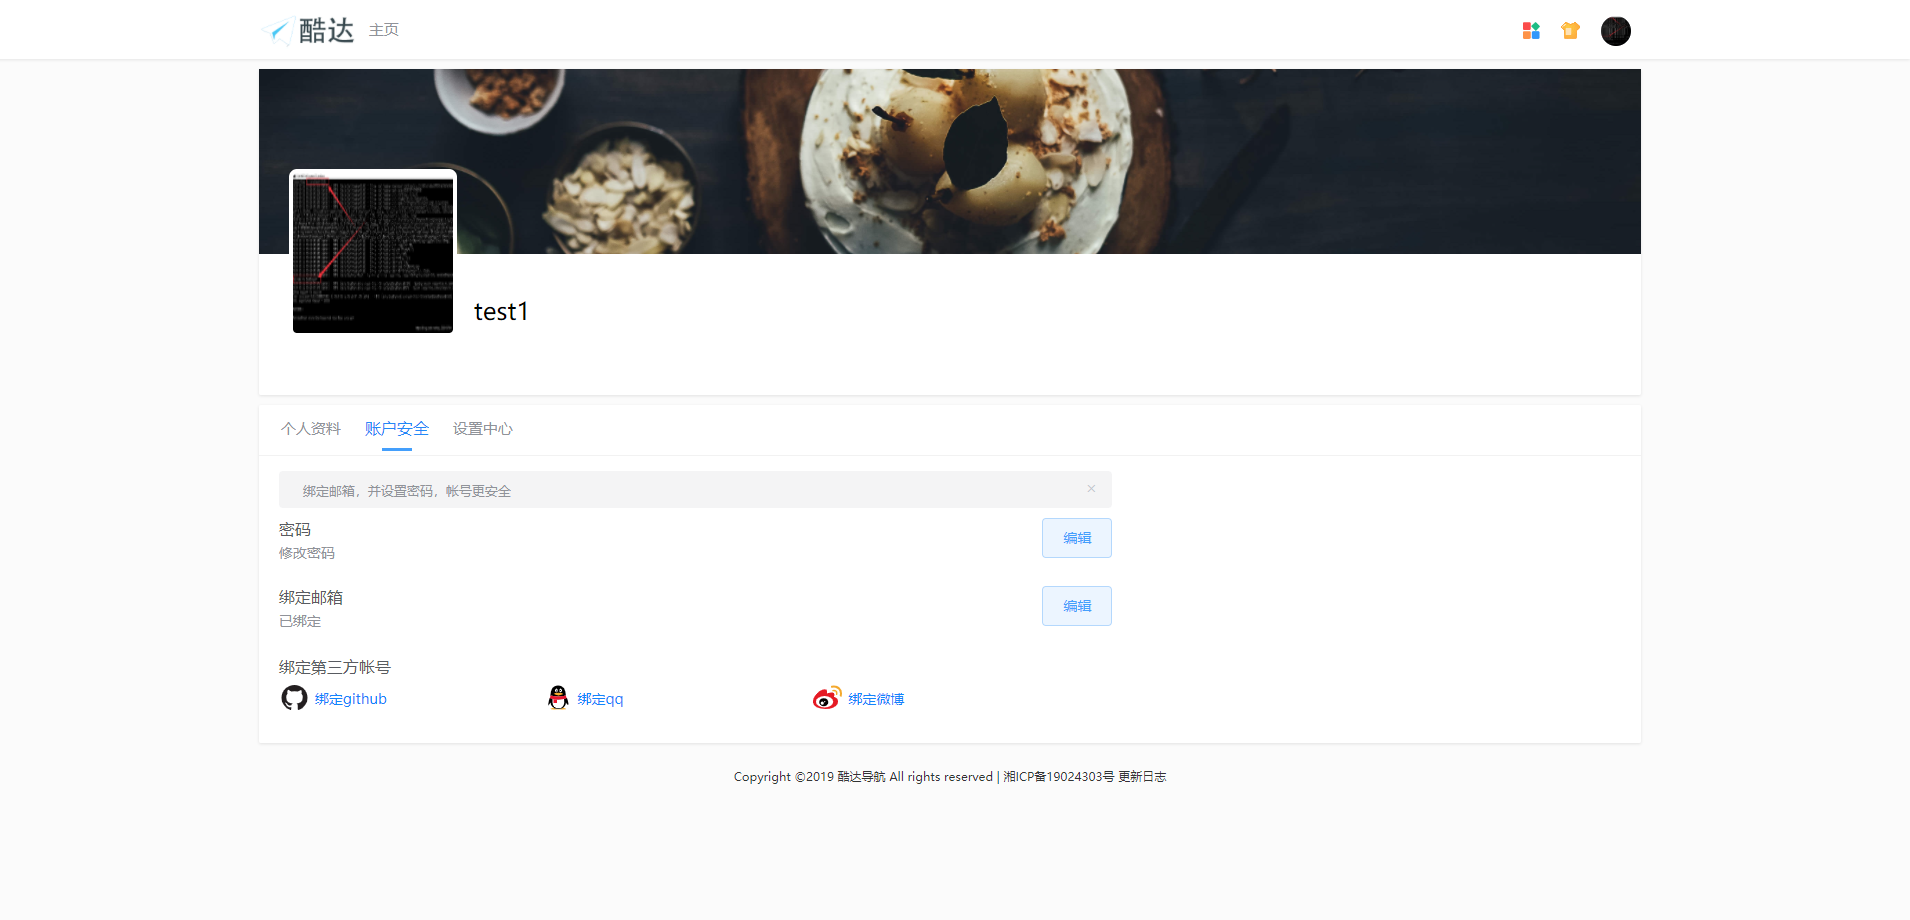 酷达 主页
test1
个人资料 账户安全 设置中心
绑定邮箱，并设置密码，帐号更安全
密码
修改密码
编辑
绑定邮箱
已绑定
编辑
绑定第三方帐号
绑定github 绑定qq 绑定微博
Copyright ©2019 酷达导航 All rights reserved | 湘ICP备19024303号 更新日志